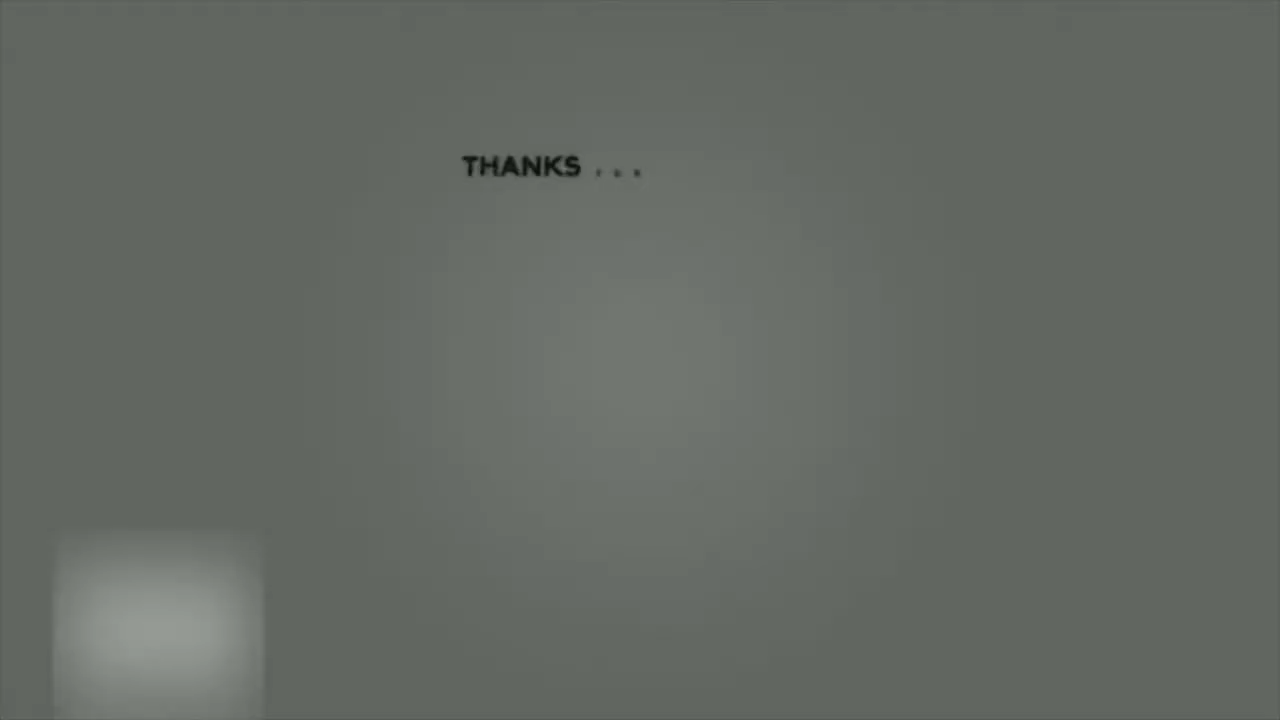 THANKS . . .